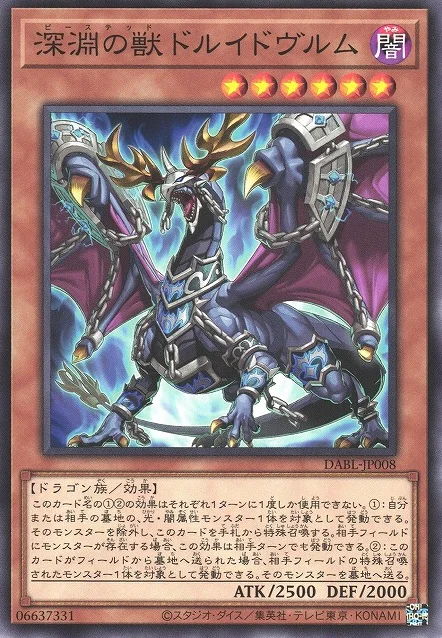 ビーステッド
深淵の獣ドルイドヴルム
やみ
闇
DABL-JP008
【ドラゴン族／効果】
このカード名の①②の効果はそれぞれ1ターンに1度しか使用できない。①：自分
または相手の墓地の、光・闇属性モンスター1体を対象として発動できる。
そのモンスターを除外し、このカードを手札から特殊召喚する。相手フィールド
にモンスターが存在する場合、この効果は相手ターンでも発動できる。②：この
カードがフィールドから墓地へ送られた場合、相手フィールドの特殊召喚
されたモンスター1体を対象として発動できる。そのモンスターを墓地へ送る。
ATK/2500 DEF/2000
06637331
©スタジオ・ダイス／集英社・テレビ東京・KONAMI